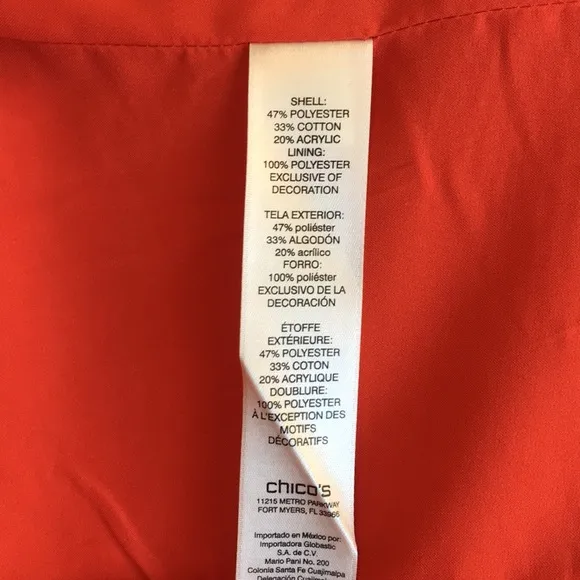 SHELL:
47% POLYESTER
33% COTTON
20% ACRYLIC
LINING:
100% POLYESTER
EXCLUSIVE OF
DECORATION
TELA EXTERIOR:
47% poliéster
33% ALGODÓN
20% acrílico
FORRO:
100% poliéster
EXCLUSIVO DE LA
DECORACIÓN
ÉTOFFE
EXTÉRIEURE:
47% POLYESTER
33% COTON
20% ACRYLIQUE
DOUBLURE:
100% POLYESTER
À L'EXCEPTION DES
MOTIFS
DÉCORATIFS
chico's
11215 METRO PARKWAY
FORT MYERS, FL 33966
Importado en México por:
Importadora Globastic
S.A. de C.V.
Mario Pani No. 200
Colonia Santa Fe Cuajimalpa
Delegación